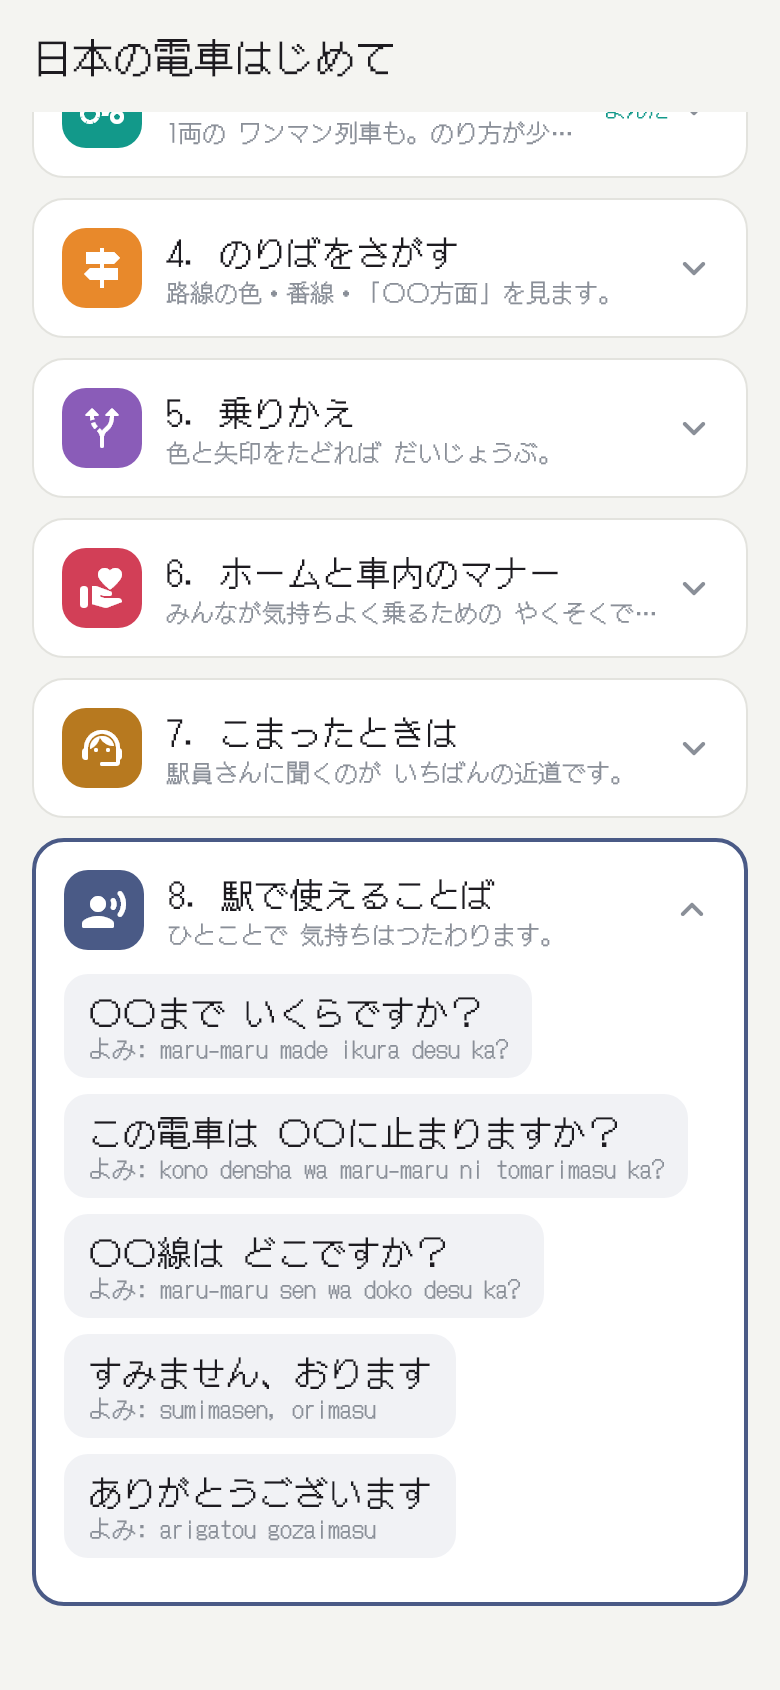 日本の電車はじめて
1両の ワンマン列車も。のり方が少…
4. のりばをさがす
路線の色・番線・「〇〇方面」を見ます。
5. 乗りかえ
色と矢印をたどれば だいじょうぶ。
6. ホームと車内のマナー
みんなが気持ちよく乗るための やくそくで…
7. こまったときは
駅員さんに聞くのが いちばんの近道です。
8. 駅で使えることば
ひとことで 気持ちはつたわります。
〇〇まで いくらですか？
よみ: maru-maru made ikura desu ka?
この電車は 〇〇に止まりますか？
よみ: kono densha wa maru-maru ni tomarimasu ka?
〇〇線は どこですか？
よみ: maru-maru sen wa doko desu ka?
すみません、おります
よみ: sumimasen, orimasu
ありがとうございます
よみ: arigatou gozaimasu